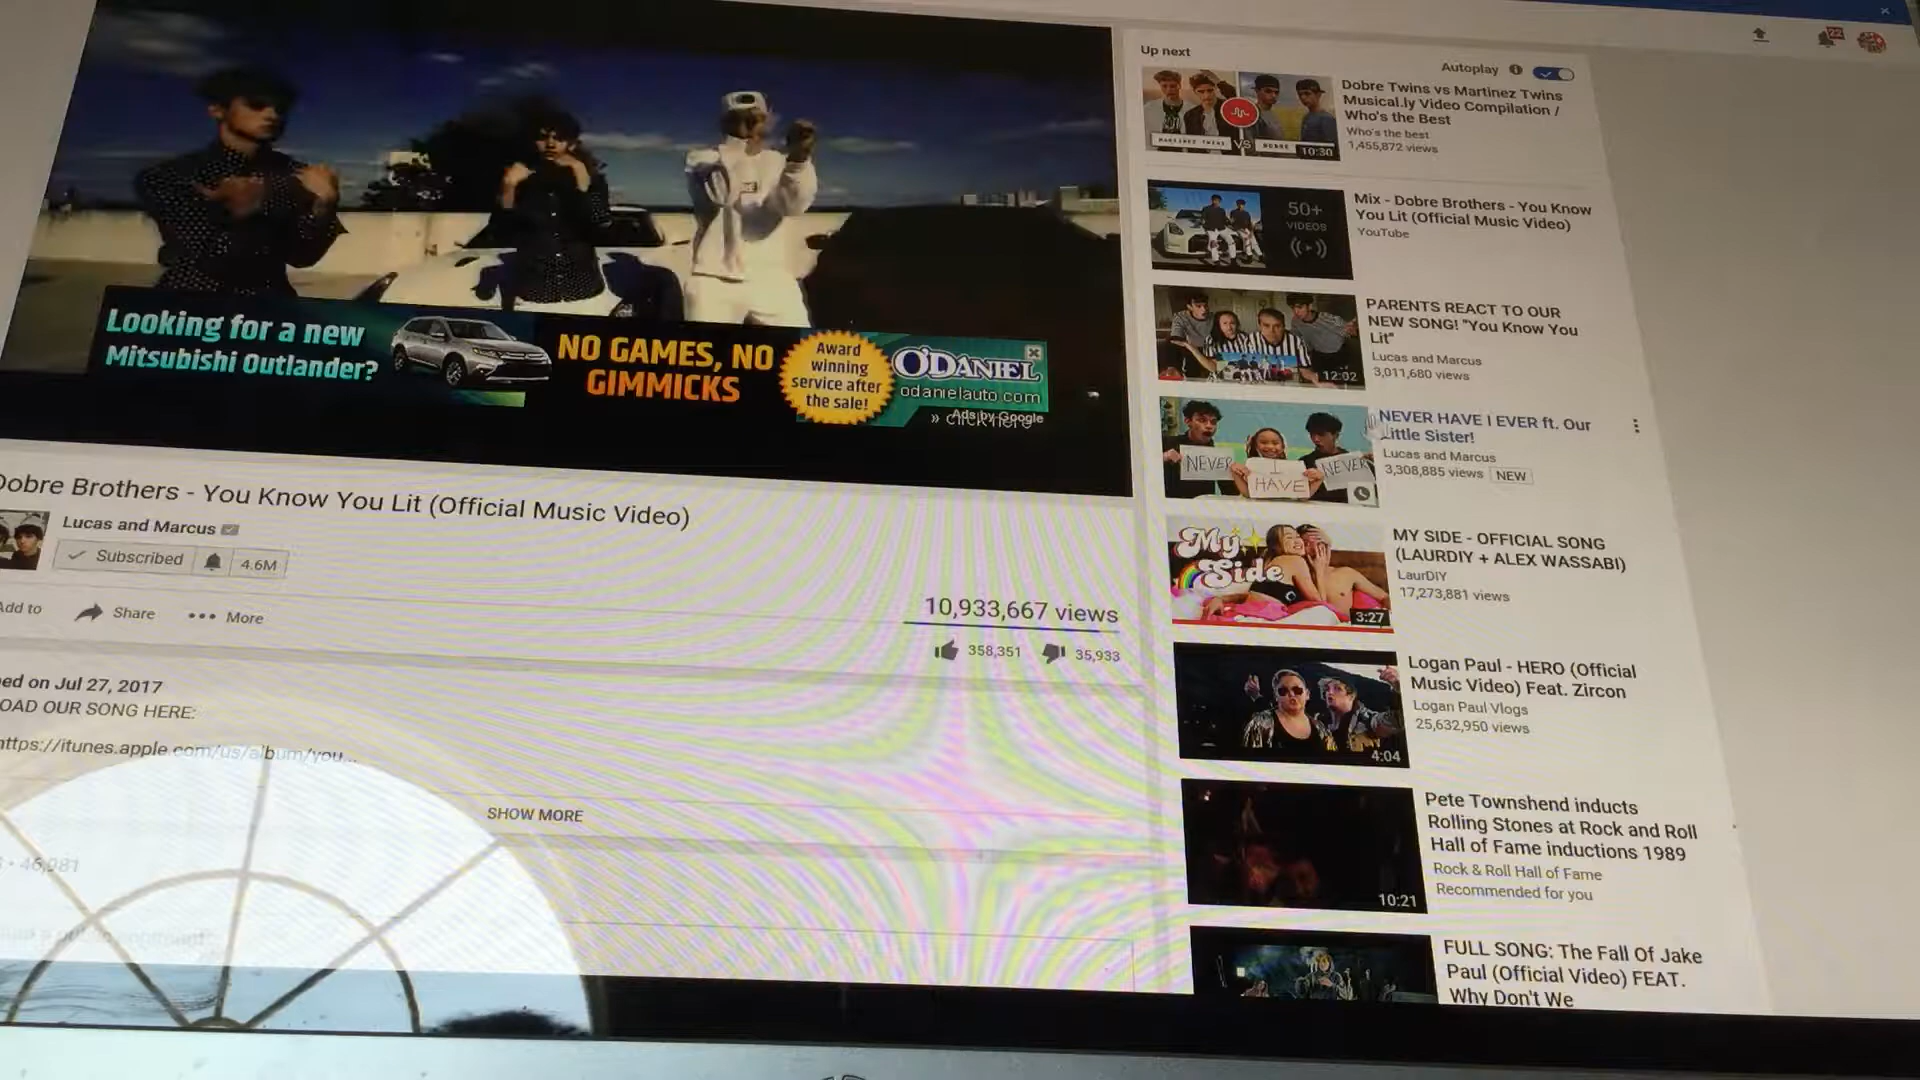 Looking for a new
Mitsubishi Outlander?
NO GAMES, NO
GIMMICKS
Award
winning
service after
the sale!
O'DANIEL
odanielauto.com
» click here
Ads by Google
Dobre Brothers - You Know You Lit (Official Music Video)
Lucas and Marcus
Subscribed
4.6M
Add to
Share
More
10,933,667 views
358,351
35,933
ed on Jul 27, 2017
OAD OUR SONG HERE:
https://itunes.apple.com/us/album/you...
SHOW MORE
• 46,981
22
Up next
Autoplay
MARTINEZ TWINS
VS
DOBRE
10:30
Dobre Twins vs Martinez Twins
Musical.ly Video Compilation /
Who's the Best
Who's the best
1,455,872 views
50+
VIDEOS
Mix - Dobre Brothers - You Know
You Lit (Official Music Video)
YouTube
12:02
PARENTS REACT TO OUR
NEW SONG! "You Know You
Lit"
Lucas and Marcus
3,011,680 views
NEVER
I
HAVE
NEVER
NEVER HAVE I EVER ft. Our
Little Sister!
Lucas and Marcus
3,308,885 views NEW
My
Side
3:27
MY SIDE - OFFICIAL SONG
(LAURDIY + ALEX WASSABI)
LaurDIY
17,273,881 views
4:04
Logan Paul - HERO (Official
Music Video) Feat. Zircon
Logan Paul Vlogs
25,632,950 views
10:21
Pete Townshend inducts
Rolling Stones at Rock and Roll
Hall of Fame inductions 1989
Rock & Roll Hall of Fame
Recommended for you
FULL SONG: The Fall Of Jake
Paul (Official Video) FEAT.
Why Don't We